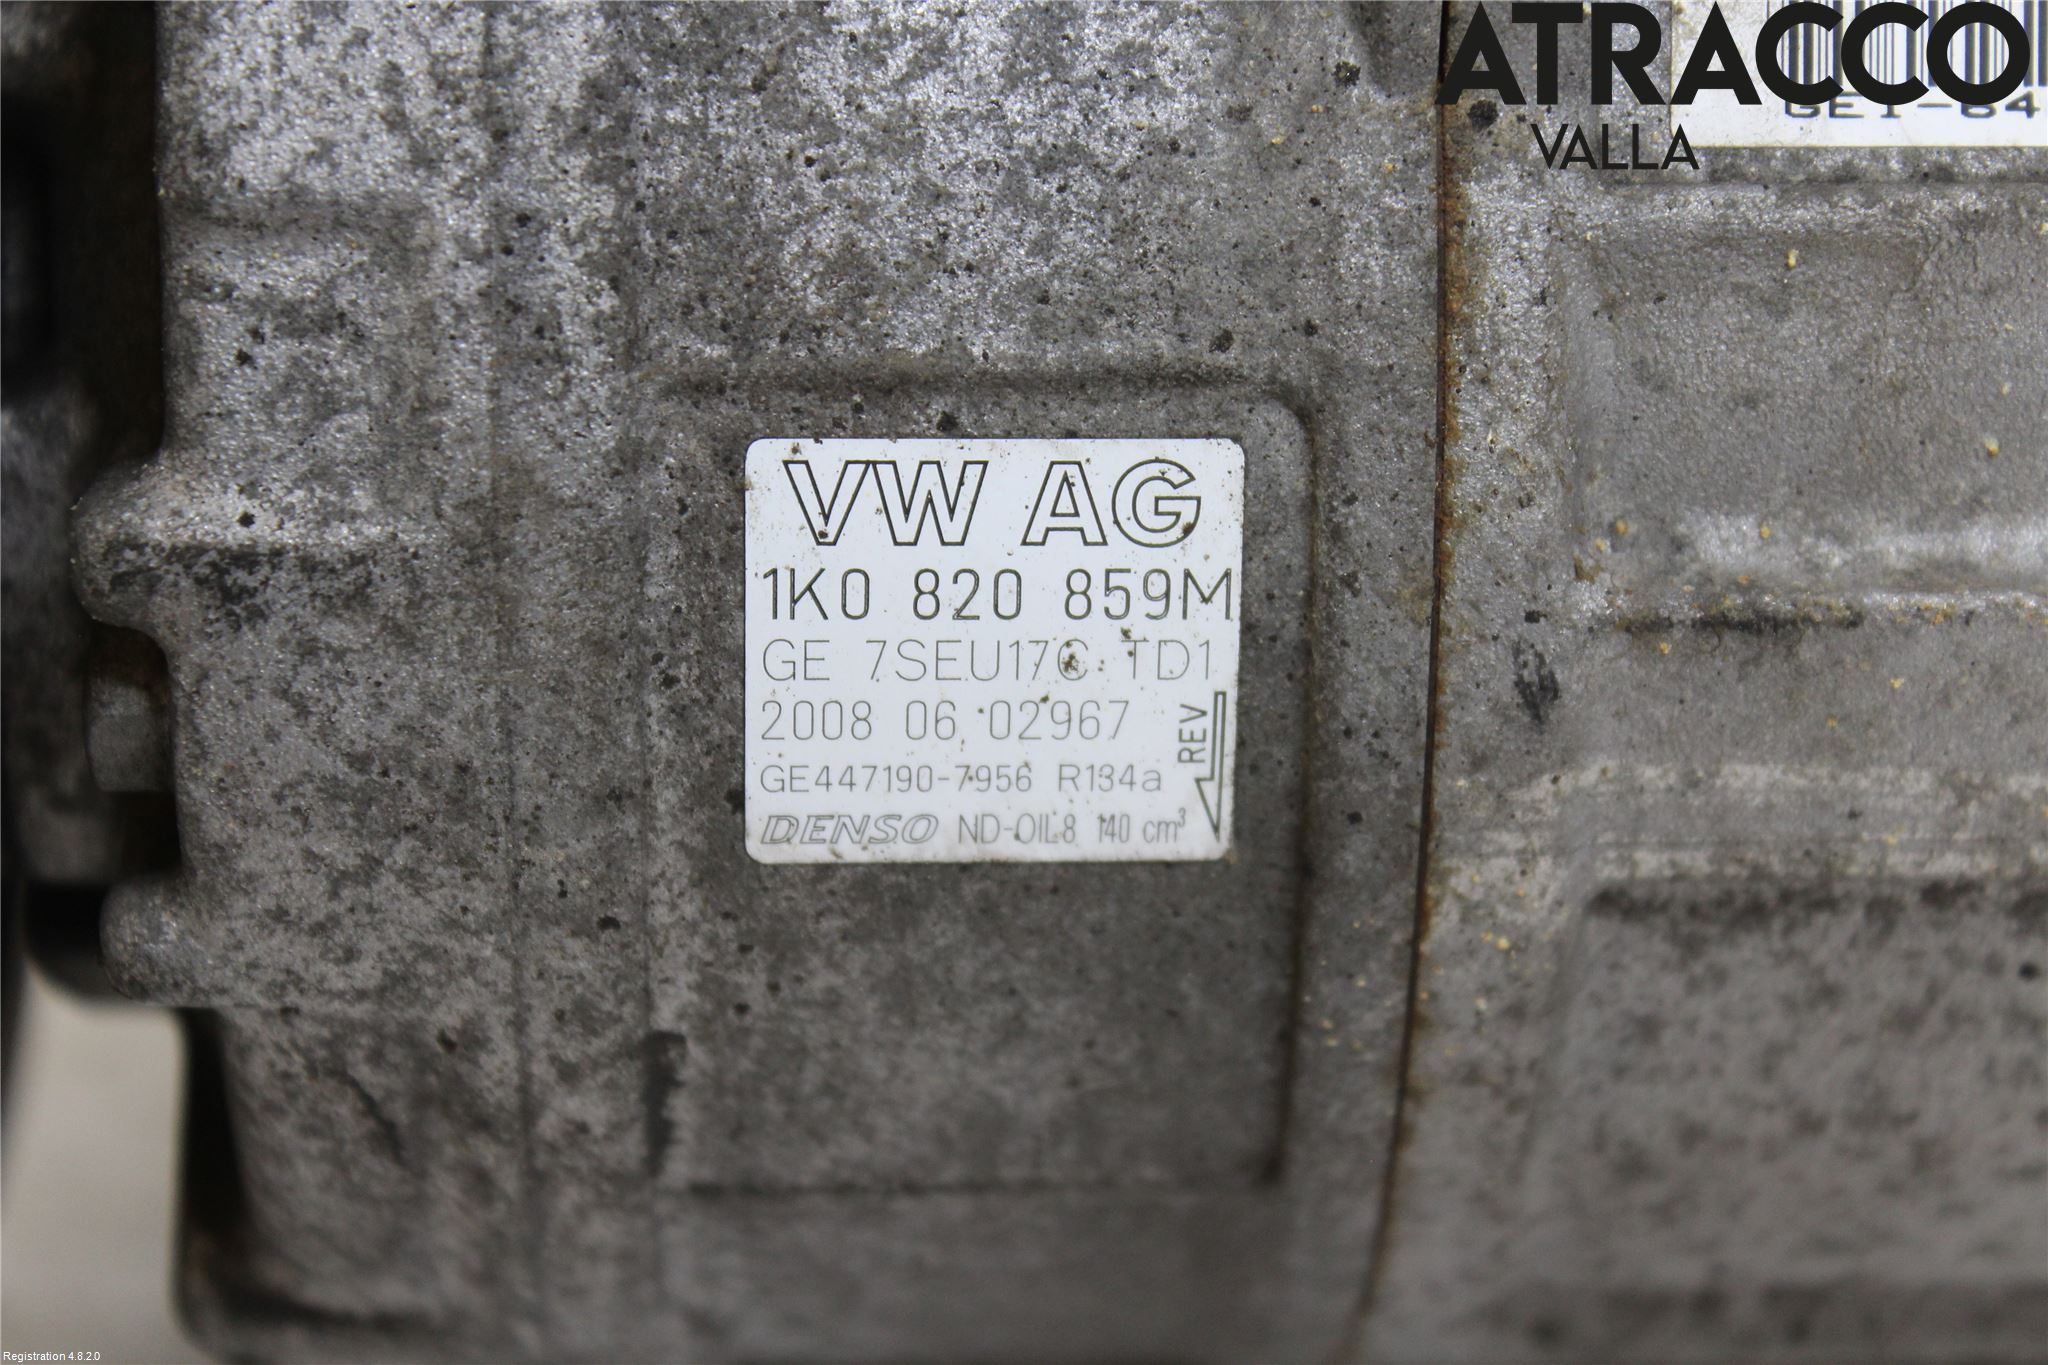 ATRACCO
VALLA
VW AG
1K0 820 859M
GE 7SEU17C TD1
2008 06 02967
REV
GE447190-7956 R134a
DENSO ND-OIL8 140 cm³
Registration 4.8.2.0